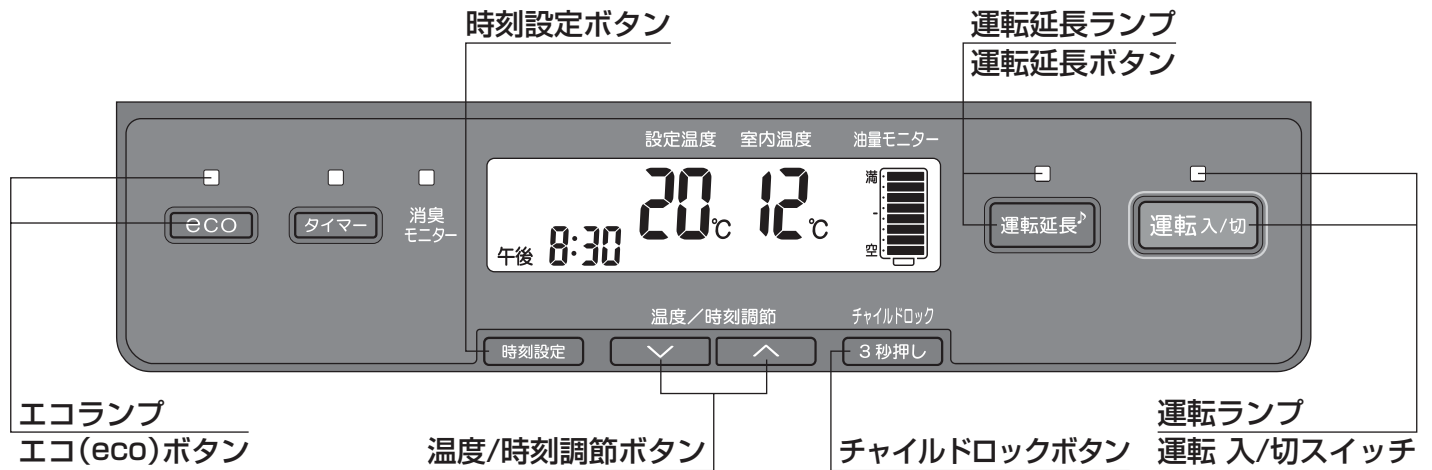 時刻設定ボタン
運転延長ランプ
運転延長ボタン
設定温度 室内温度 油量モニター
eco
タイマー
消臭
モニター
午後 8:30
20℃
12℃
満
空
運転延長♪
運転 入/切
温度／時刻調節
チャイルドロック
時刻設定
3秒押し
エコランプ
エコ(eco)ボタン
温度/時刻調節ボタン
チャイルドロックボタン
運転ランプ
運転 入/切スイッチ